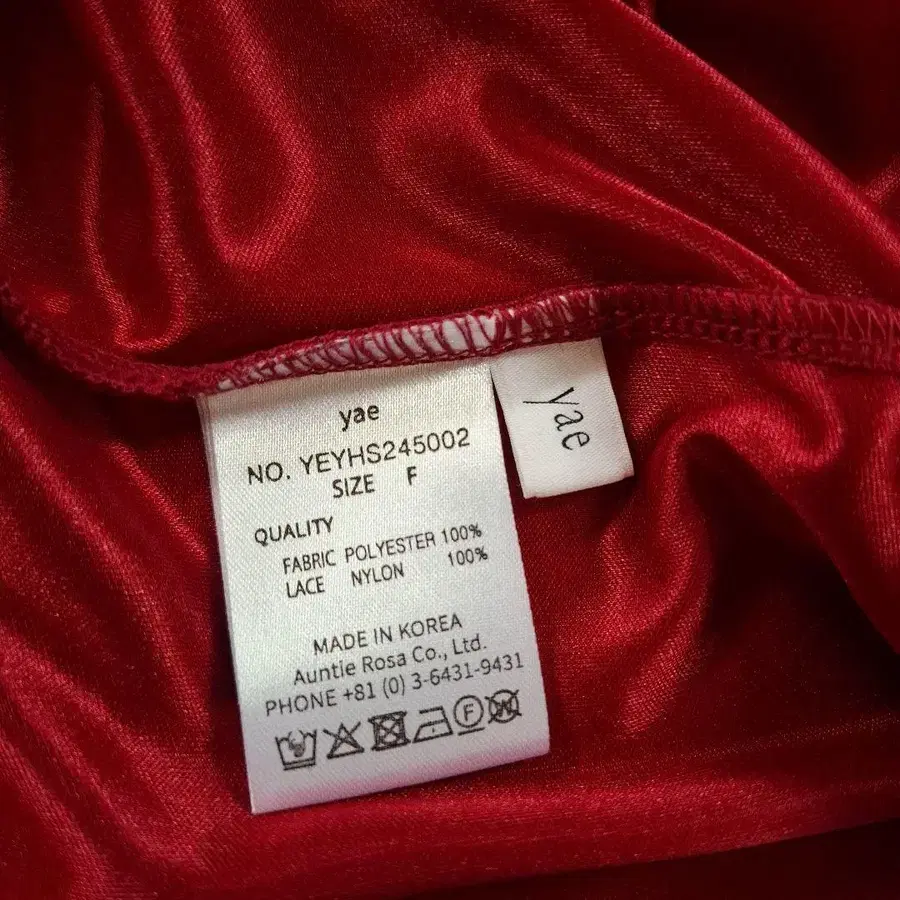 yae
NO. YEYHS245002
SIZE F
QUALITY
FABRIC POLYESTER 100%
LACE NYLON 100%
MADE IN KOREA
Auntie Rosa Co., Ltd.
PHONE +81 (0) 3-6431-9431
F W
yae